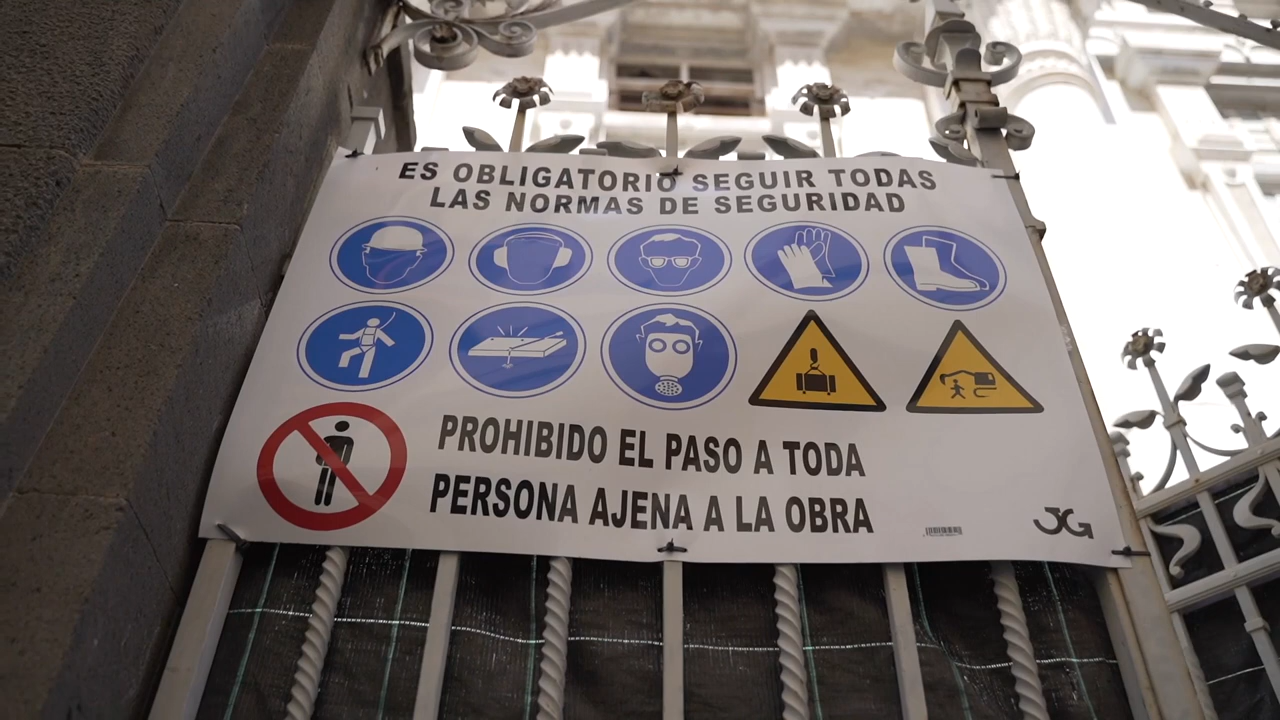 ES OBLIGATORIO SEGUIR TODAS
LAS NORMAS DE SEGURIDAD
PROHIBIDO EL PASO A TODA
PERSONA AJENA A LA OBRA
JG